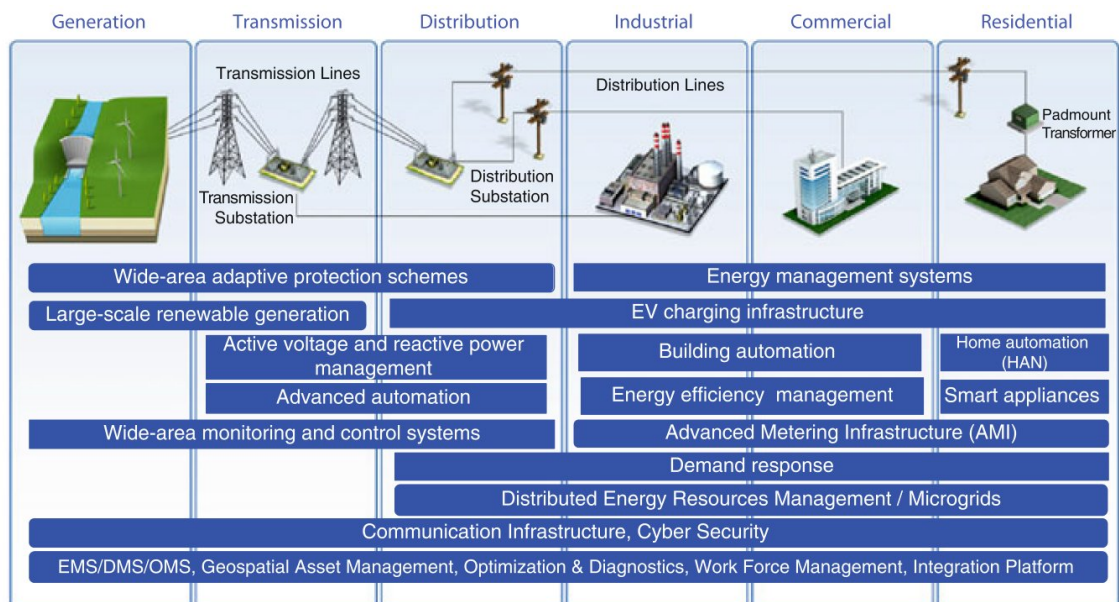 Generation
Transmission
Distribution
Industrial
Commercial
Residential
Transmission Lines
Distribution Lines
Padmount
Transformer
Transmission
Substation
Distribution
Substation
Wide-area adaptive protection schemes
Energy management systems
Large-scale renewable generation
EV charging infrastructure
Active voltage and reactive power
management
Building automation
Home automation
(HAN)
Advanced automation
Energy efficiency management
Smart appliances
Wide-area monitoring and control systems
Advanced Metering Infrastructure (AMI)
Demand response
Distributed Energy Resources Management / Microgrids
Communication Infrastructure, Cyber Security
EMS/DMS/OMS, Geospatial Asset Management, Optimization & Diagnostics, Work Force Management, Integration Platform